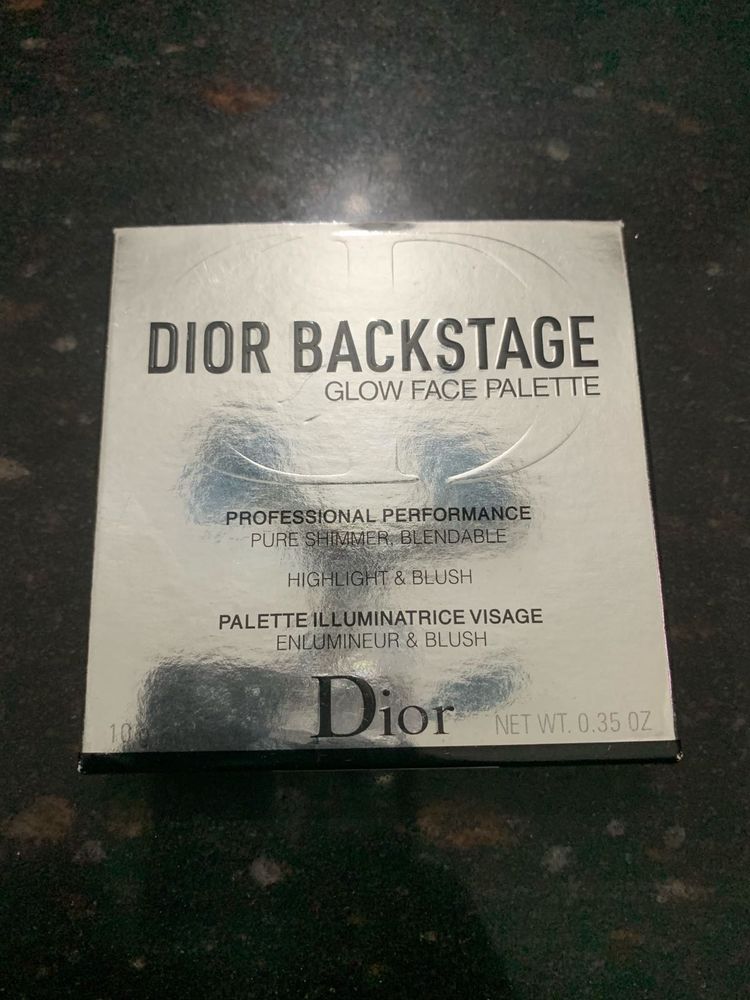 DIOR BACKSTAGE
GLOW FACE PALETTE
PROFESSIONAL PERFORMANCE
PURE SHIMMER, BLENDABLE
HIGHLIGHT & BLUSH
PALETTE ILLUMINATRICE VISAGE
ENLUMINEUR & BLUSH
Dior
10
NET WT. 0.35 OZ